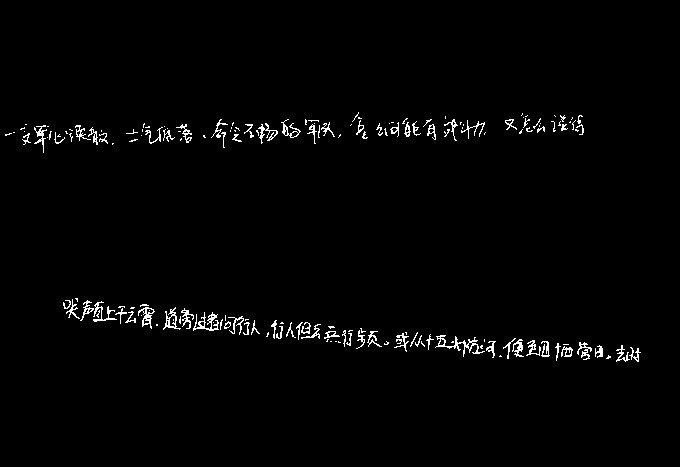 一支军心涣散、士气低落、命令不畅的军队,怎么可能有战斗力,又怎么谈得
哭声直上干云霄.道旁过者问行人,行人但云点行频。或从十五北防河,便至四十西营田。去时